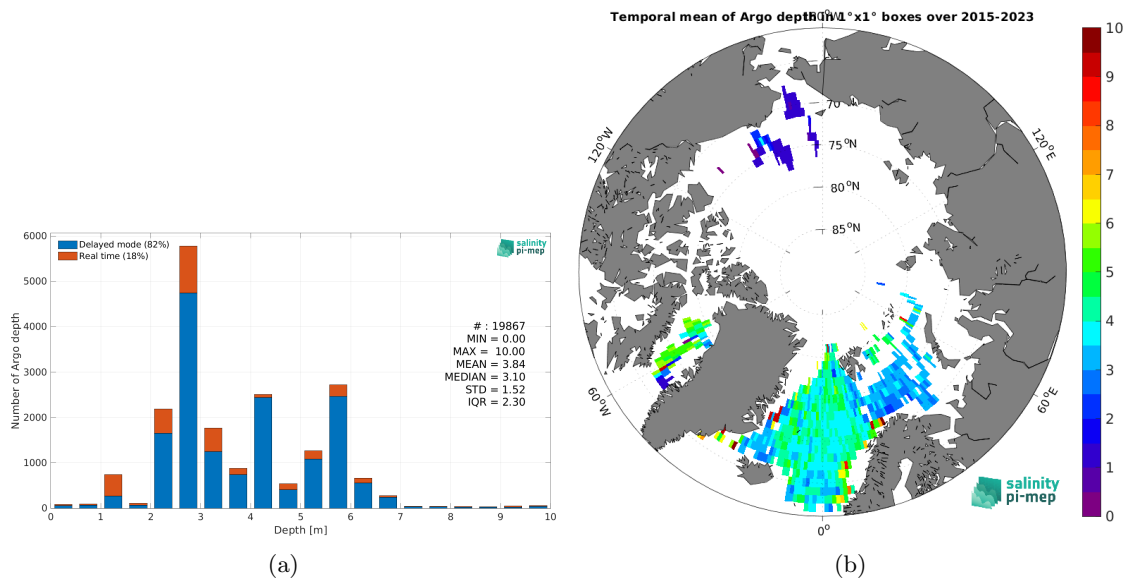 6000
5000
4000
3000
2000
1000
0
Number of Argo depth
Delayed mode (82%)
Real time (18%)
salinity
pi-mep
# : 19867
MIN = 0.00
MAX = 10.00
MEAN = 3.84
MEDIAN = 3.10
STD = 1.52
IQR = 2.30
0 1 2 3 4 5 6 7 8 9 10
Depth [m]
(a)
Temporal mean of Argo depth in 1°x1° boxes over 2015-2023
120°W
120°E
75°N
80°N
85°N
60°W
60°E
0°
salinity
pi-mep
10
9
8
7
6
5
4
3
2
1
0
(b)